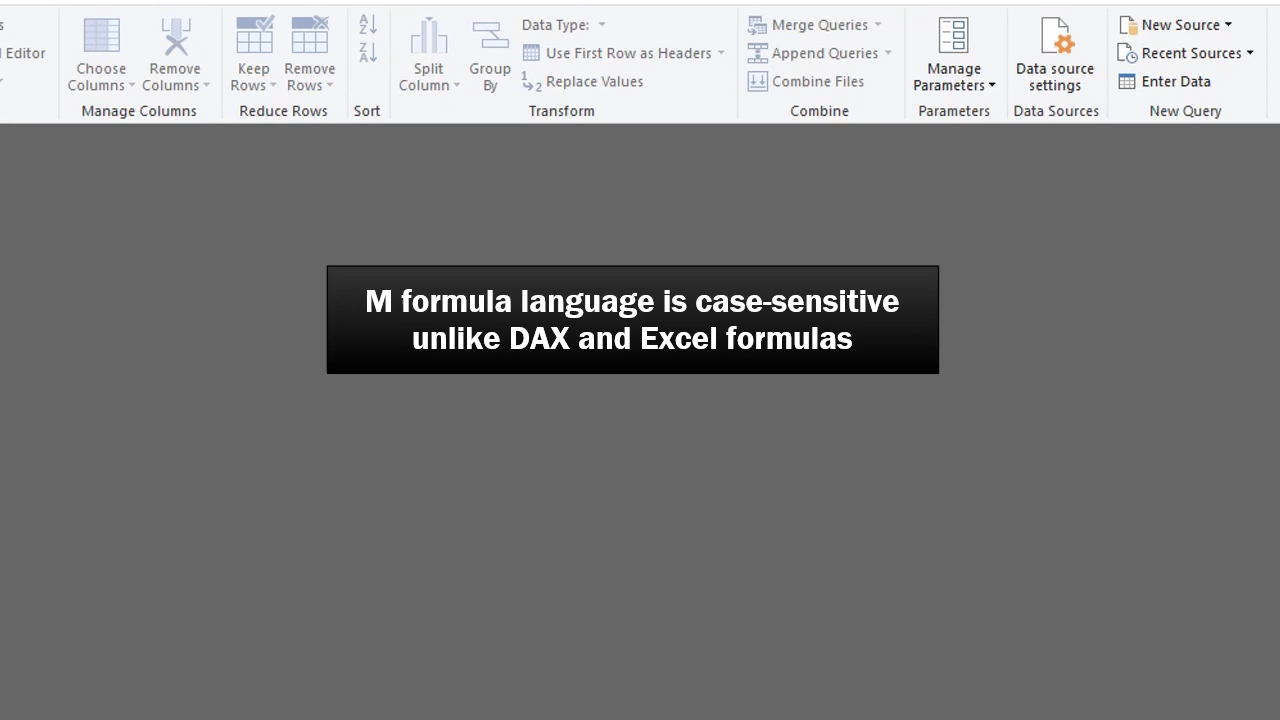 s
l Editor
Choose
Columns
Remove
Columns
Manage Columns
Keep
Rows
Remove
Rows
Reduce Rows
A
Z
Z
A
Sort
Split
Column
Group
By
Data Type:
Use First Row as Headers
1
2
Replace Values
Transform
Merge Queries
Append Queries
Combine Files
Combine
Manage
Parameters
Parameters
Data source
settings
Data Sources
New Source
Recent Sources
Enter Data
New Query
M formula language is case-sensitive
unlike DAX and Excel formulas